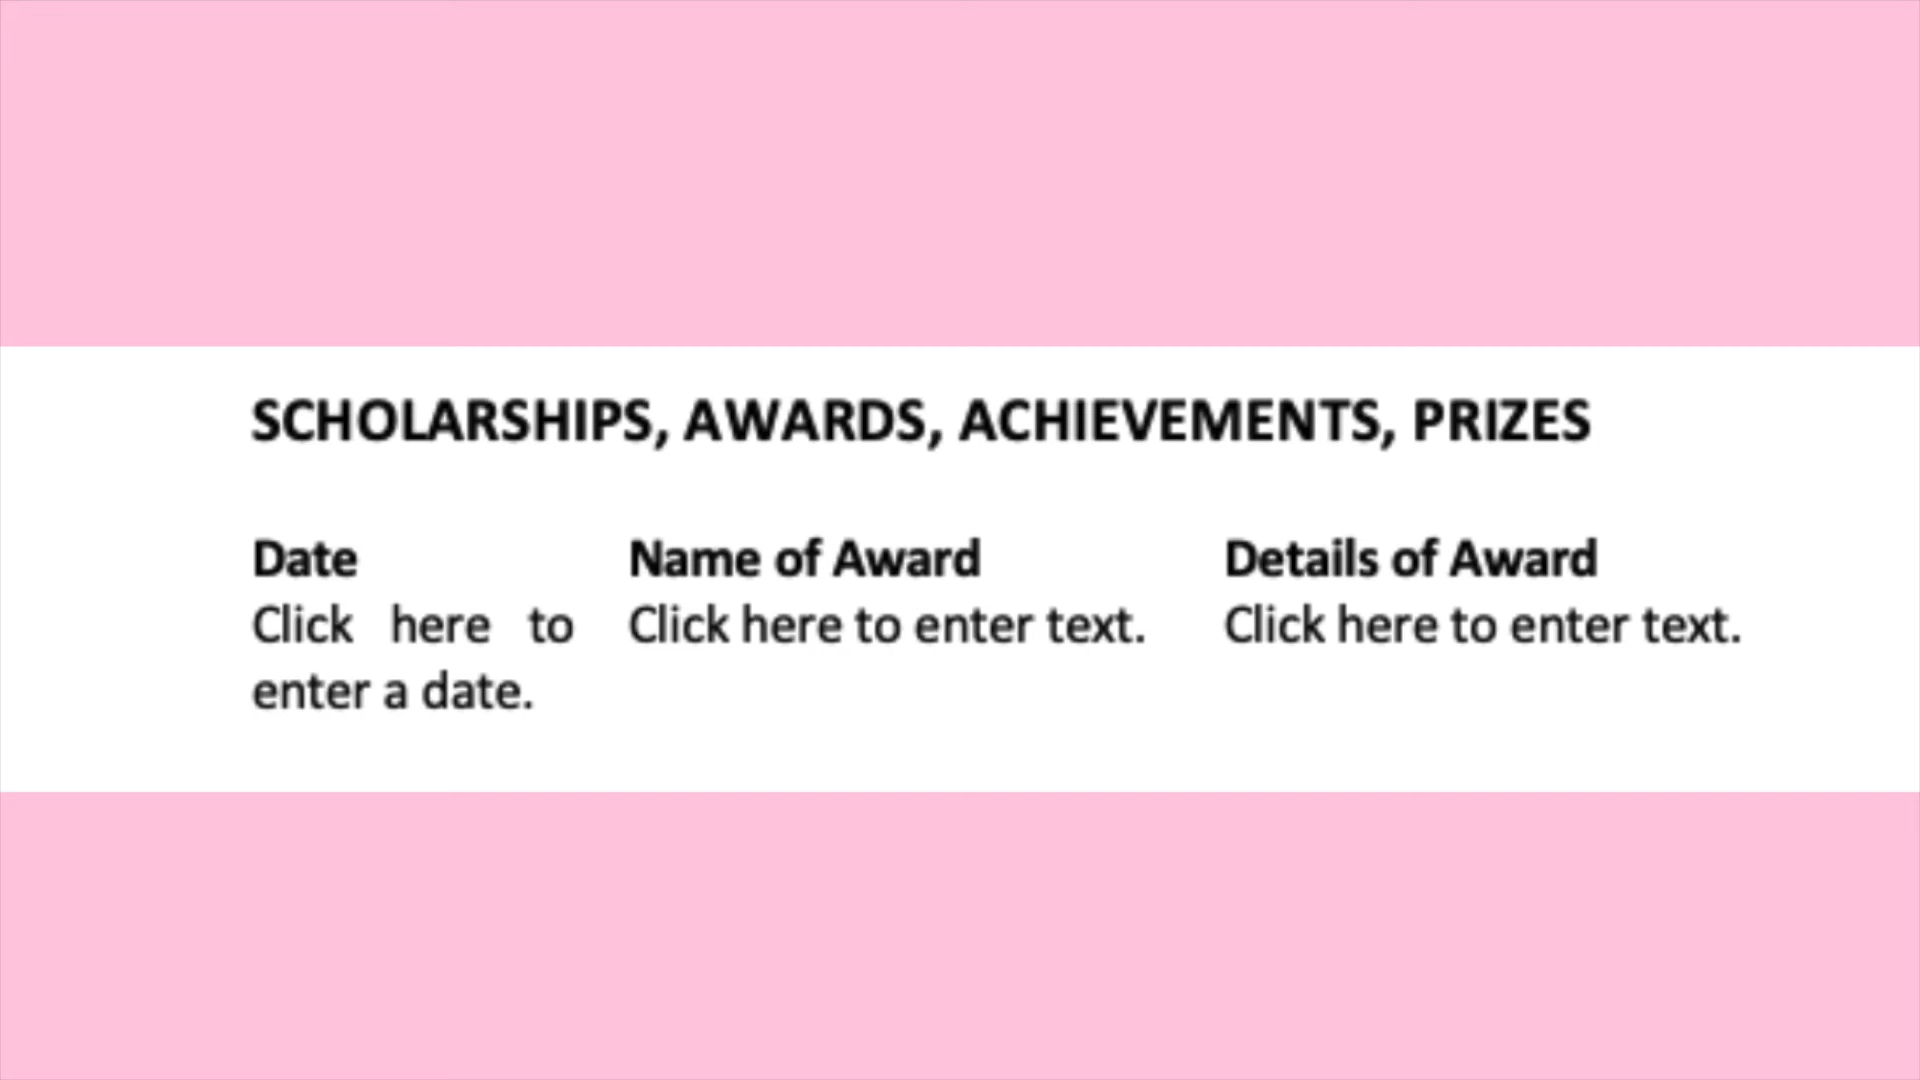 SCHOLARSHIPS, AWARDS, ACHIEVEMENTS, PRIZES
Date Name of Award Details of Award
Click here to Click here to enter text. Click here to enter text.
enter a date.